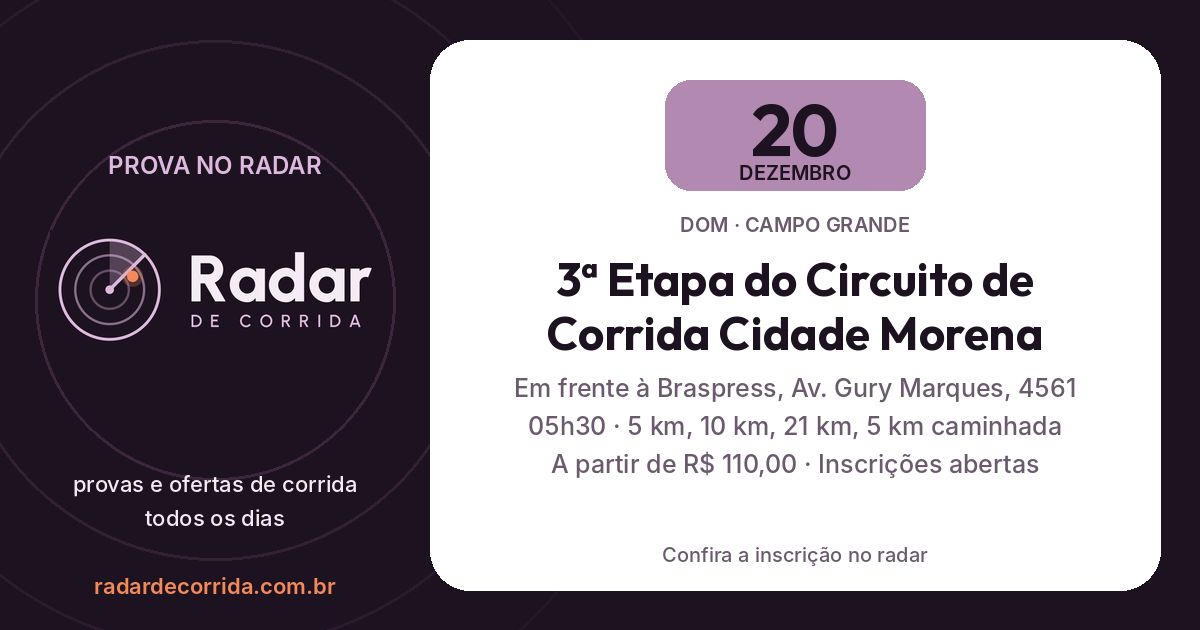 PROVA NO RADAR
Radar
DE CORRIDA
provas e ofertas de corrida
todos os dias
radardecorrida.com.br
20
DEZEMBRO
DOM · CAMPO GRANDE
3ª Etapa do Circuito de
Corrida Cidade Morena
Em frente à Braspress, Av. Gury Marques, 4561
05h30 · 5 km, 10 km, 21 km, 5 km caminhada
A partir de R$ 110,00 · Inscrições abertas
Confira a inscrição no radar